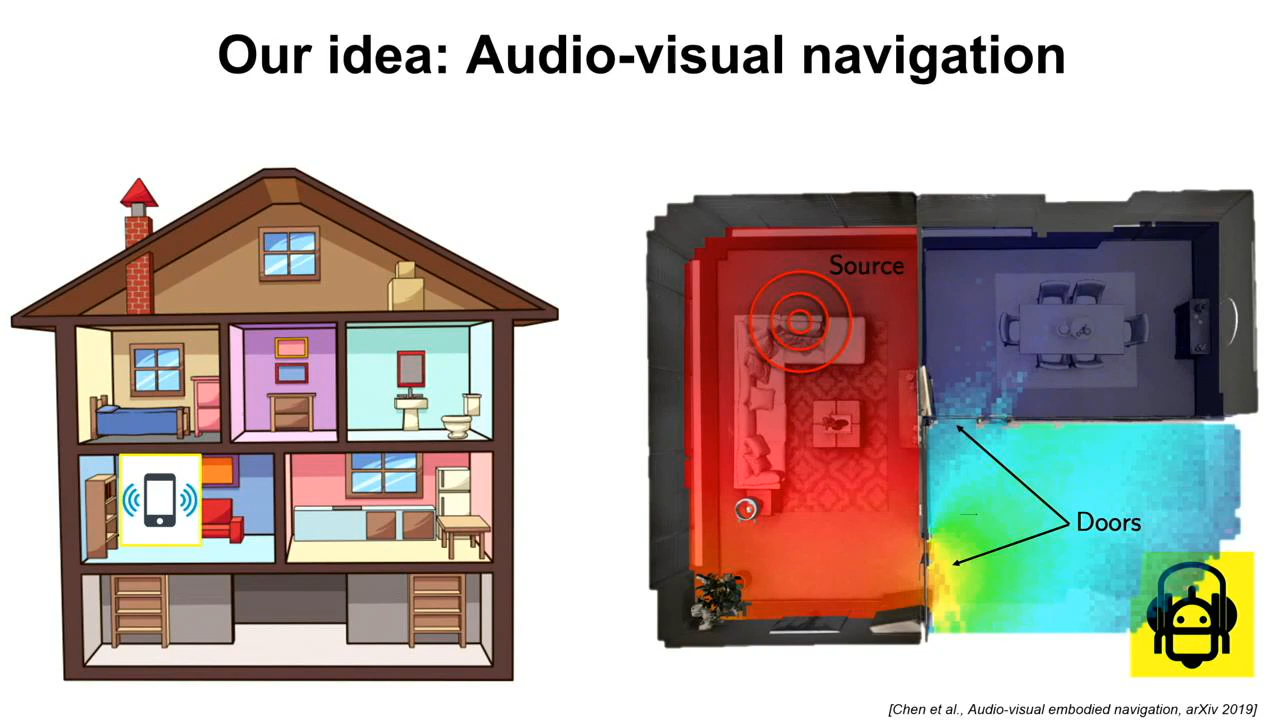 Our idea: Audio-visual navigation
Source
Doors
[Chen et al., Audio-visual embodied navigation, arXiv 2019]